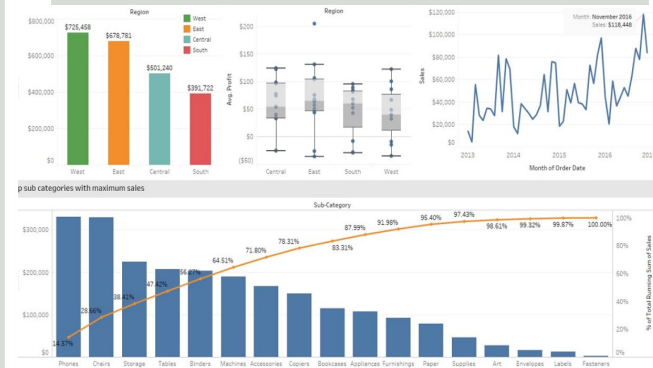 Region
$800,000
$600,000
$400,000
$200,000
$0
$725,458
$678,781
$501,240
$391,722
West
East
Central
South
West
East
Central
South
Region
Avg. Profit
$200
$150
$100
$50
$0
($50)
Central
East
South
West
Sales
$120,000
$100,000
$80,000
$60,000
$40,000
$20,000
$0
Month: November 2016
Sales: $118,448
2013
2014
2015
2016
201
Month of Order Date
p sub categories with maximum sales
Sub-Category
$300,000
$200,000
$100,000
$0
14.37%
28.66%
38.41%
47.42%
64.51%
71.80%
78.31%
83.31%
87.99%
91.98%
95.40%
97.43%
98.61%
99.32%
99.87%
100.00%
100%
80%
60%
40%
20%
0%
% of Total Running Sum of Sales
Phones
Chairs
Storage
Tables
Binders
Machines
Accessories
Copiers
Bookcases
Appliances
Furnishings
Paper
Supplies
Art
Envelopes
Labels
Fasteners